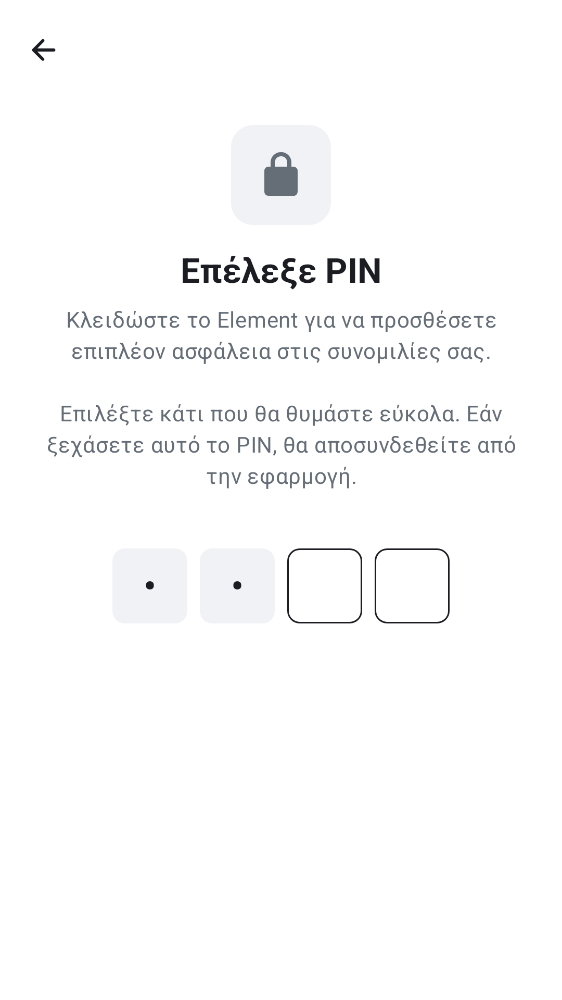 Επέλεξε PIN
Κλειδώστε το Element για να προσθέσετε
επιπλέον ασφάλεια στις συνομιλίες σας.
Επιλέξτε κάτι που θα θυμάστε εύκολα. Εάν
ξεχάσετε αυτό το PIN, θα αποσυνδεθείτε από
την εφαρμογή.